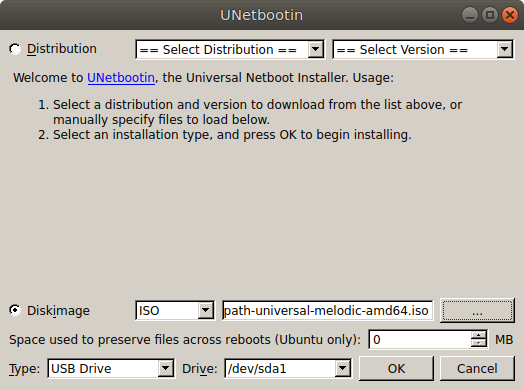 UNetbootin
Distribution == Select Distribution == == Select Version ==
Welcome to UNetbootin, the Universal Netboot Installer. Usage:
1. Select a distribution and version to download from the list above, or
manually specify files to load below.
2. Select an installation type, and press OK to begin installing.
Diskimage ISO path-universal-melodic-amd64.iso ...
Space used to preserve files across reboots (Ubuntu only): 0 MB
Type: USB Drive Drive: /dev/sda1 OK Cancel